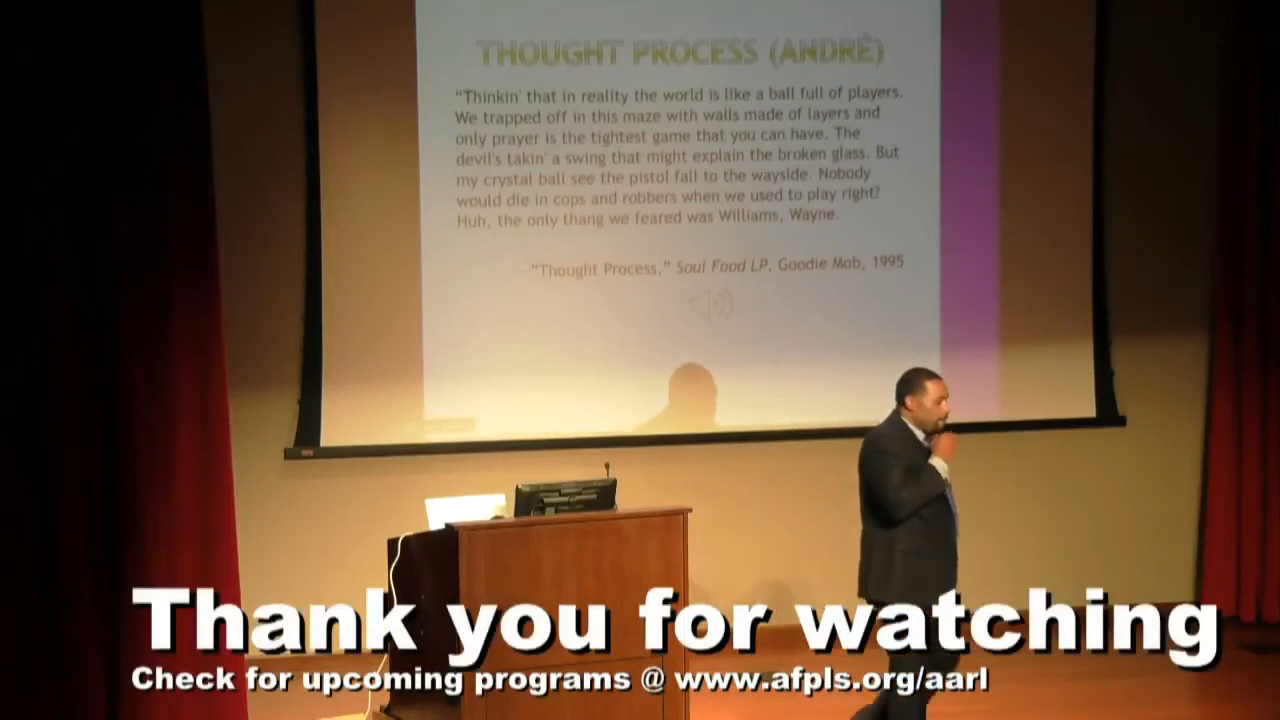 THOUGHT PROCESS (ANDRÉ)
"Thinkin' that in reality the world is like a ball full of players.
We trapped off in this maze with walls made of layers and
only prayer is the tightest game that you can have. The
devil's takin' a swing that might explain the broken glass. But
my crystal ball see the pistol fall to the wayside. Nobody
would die in cops and robbers when we used to play right?
Huh, the only thang we feared was Williams, Wayne.
"Thought Process," Soul Food LP. Goodie Mob, 1995
Thank you for watching
Check for upcoming programs @ www.afpls.org/aarl